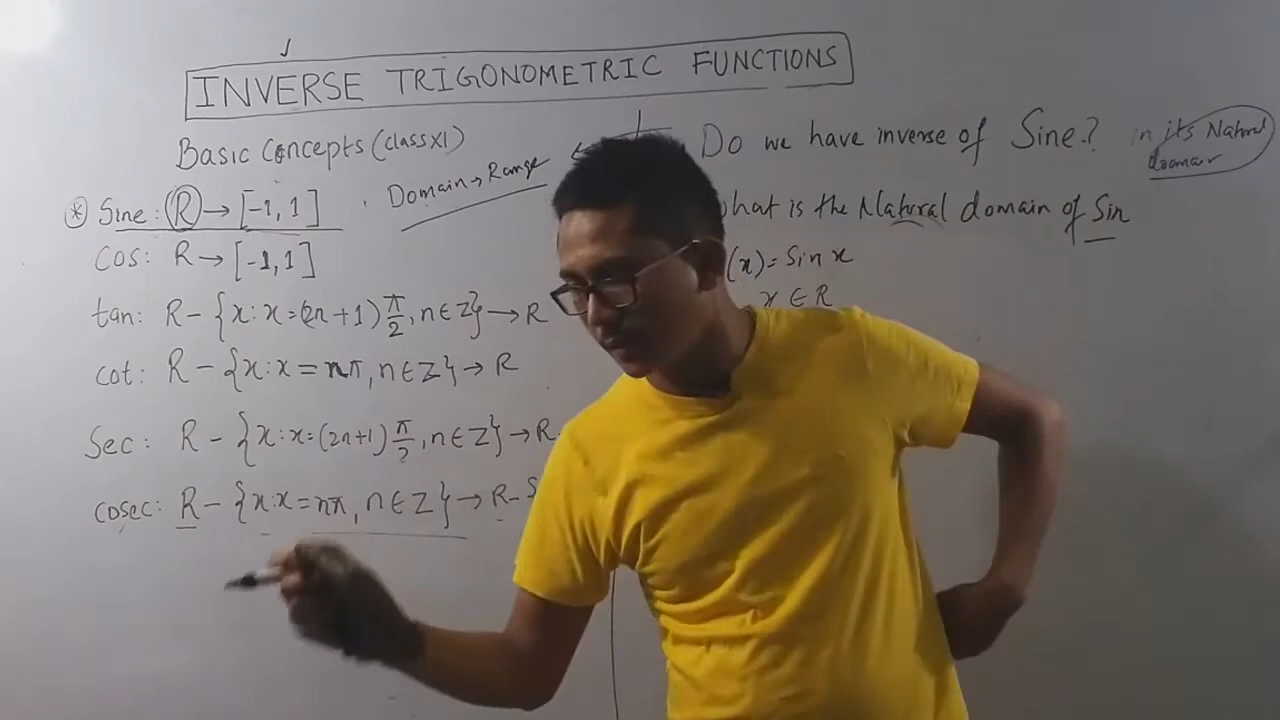 INVERSE TRIGONOMETRIC FUNCTIONS
Basic Concepts (class XI)
* Sine: R → [-1, 1]
Domain → Range
cos: R → [-1, 1]
tan: R - {x: x = (2n+1) π/2, n ∈ Z} → R
cot: R - {x: x = nπ, n ∈ Z} → R
Sec: R - {x: x = (2n+1) π/2, n ∈ Z} → R
cosec: R - {x: x = nπ, n ∈ Z} → R -
Do we have inverse of Sine? in its Natural
what is the Natural domain of Sin
(x) = Sin x
x ∈ R